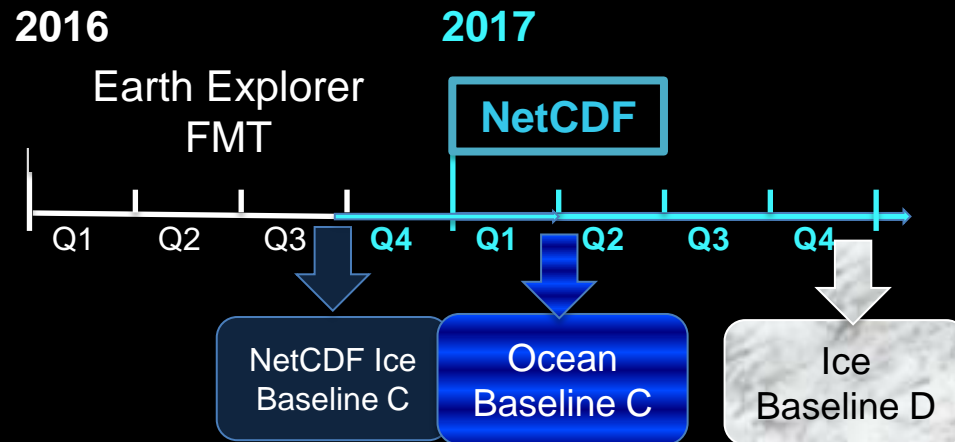 2016
2017
Earth Explorer
FMT
NetCDF
Q1 Q2 Q3 Q4 Q1 Q2 Q3 Q4
NetCDF Ice
Baseline C
Ocean
Baseline C
Ice
Baseline D